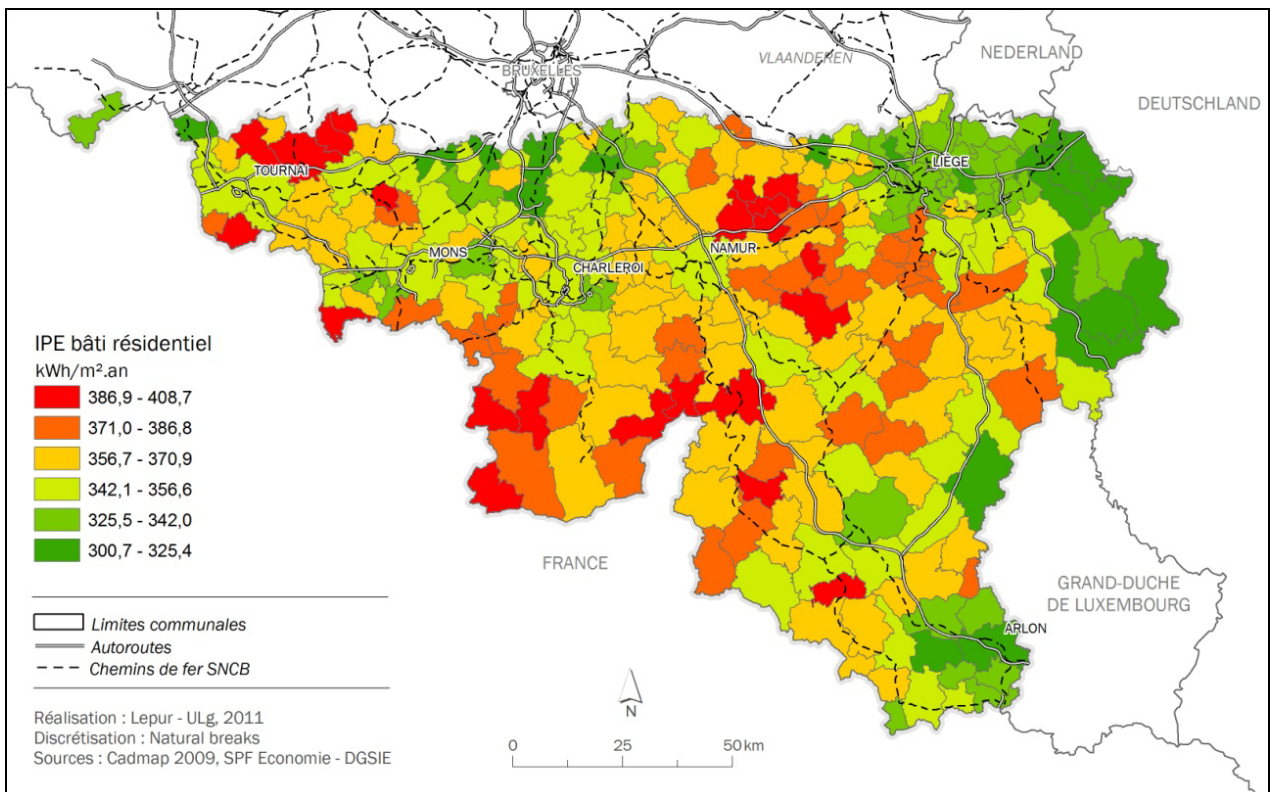 NEDERLAND
VLAANDEREN
BRUXELLES
DEUTSCHLAND
LIÈGE
TOURNAI
NAMUR
MONS
CHARLEROI
IPE bâti résidentiel
kWh/m².an
386,9 - 408,7
371,0 - 386,8
356,7 - 370,9
342,1 - 356,6
325,5 - 342,0
300,7 - 325,4
FRANCE
GRAND-DUCHE
DE LUXEMBOURG
ARLON
Limites communales
Autoroutes
Chemins de fer SNCB
N
Réalisation : Lepur - ULg, 2011
Discrétisation : Natural breaks
Sources : Cadmap 2009, SPF Economie - DGSIE
0 25 50 km